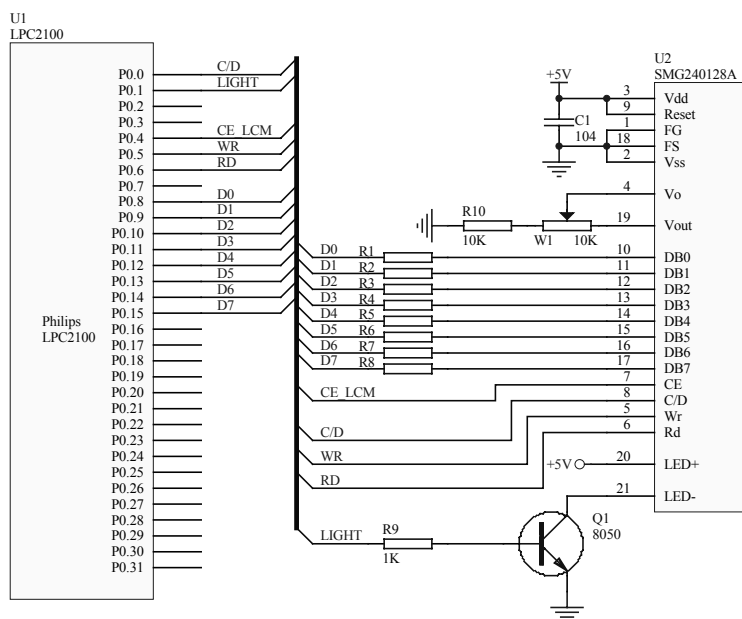 U1
LPC2100
P0.0
P0.1
P0.2
P0.3
P0.4
P0.5
P0.6
P0.7
P0.8
P0.9
P0.10
P0.11
P0.12
P0.13
P0.14
P0.15
P0.16
P0.17
P0.18
P0.19
P0.20
P0.21
P0.22
P0.23
P0.24
P0.25
P0.26
P0.27
P0.28
P0.29
P0.30
P0.31
Philips
LPC2100
C/D
LIGHT
CE_LCM
WR
RD
D0
D1
D2
D3
D4
D5
D6
D7
D0 R1
D1 R2
D2 R3
D3 R4
D4 R5
D5 R6
D6 R7
D7 R8
CE_LCM
C/D
WR
RD
LIGHT
R9
1K
R10
10K
W1 10K
+5V
C1
104
+5V
Q1
8050
U2
SMG240128A
3 Vdd
9 Reset
1 FG
18 FS
2 Vss
4 Vo
19 Vout
10 DB0
11 DB1
12 DB2
13 DB3
14 DB4
15 DB5
16 DB6
17 DB7
7 CE
8 C/D
5 Wr
6 Rd
20 LED+
21 LED-